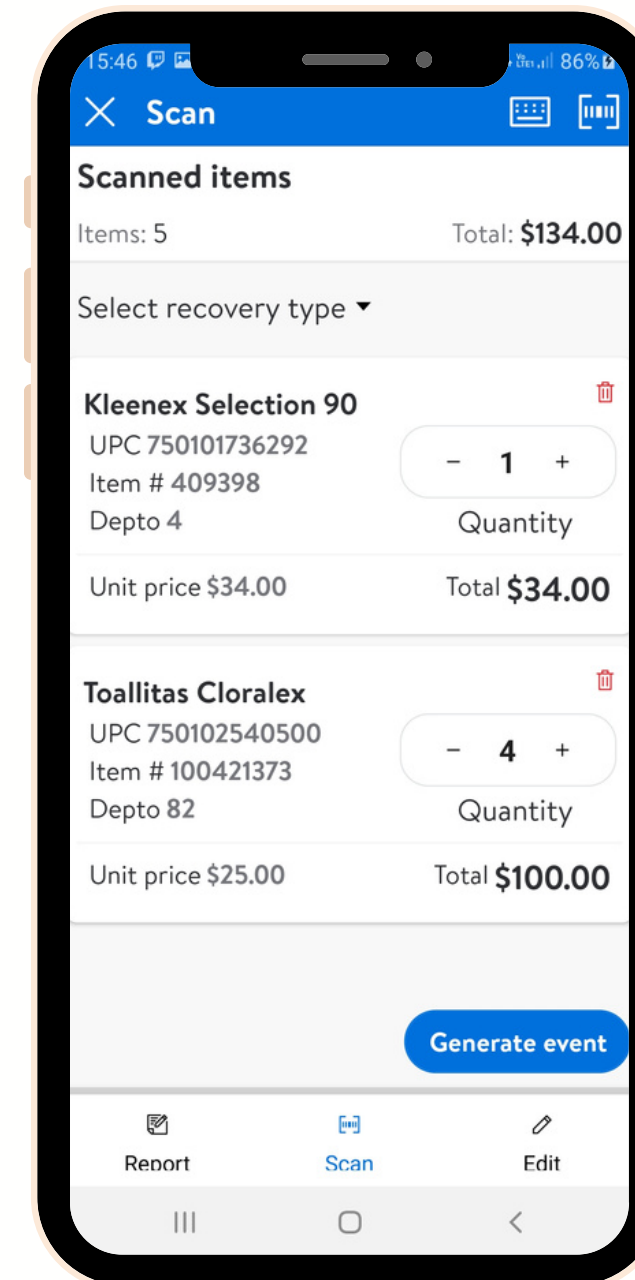 15:46 86%
Scan
Scanned items
Items: 5 Total: $134.00
Select recovery type
Kleenex Selection 90
UPC 750101736292
Item # 409398
Depto 4
- 1 +
Quantity
Unit price $34.00 Total $34.00
Toallitas Cloralex
UPC 750102540500
Item # 100421373
Depto 82
- 4 +
Quantity
Unit price $25.00 Total $100.00
Generate event
Report Scan Edit